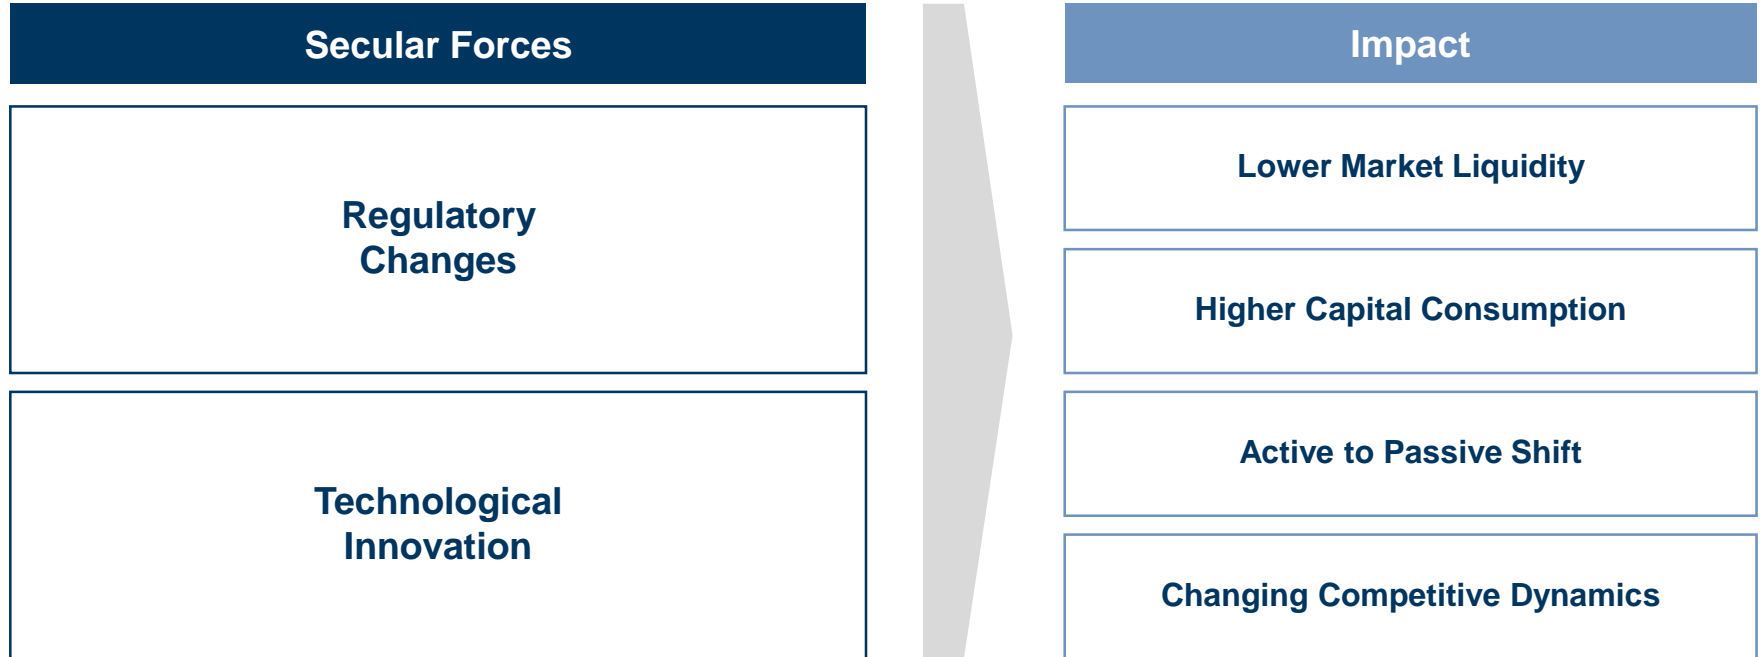 Secular Forces
Regulatory
Changes
Technological
Innovation
Impact
Lower Market Liquidity
Higher Capital Consumption
Active to Passive Shift
Changing Competitive Dynamics